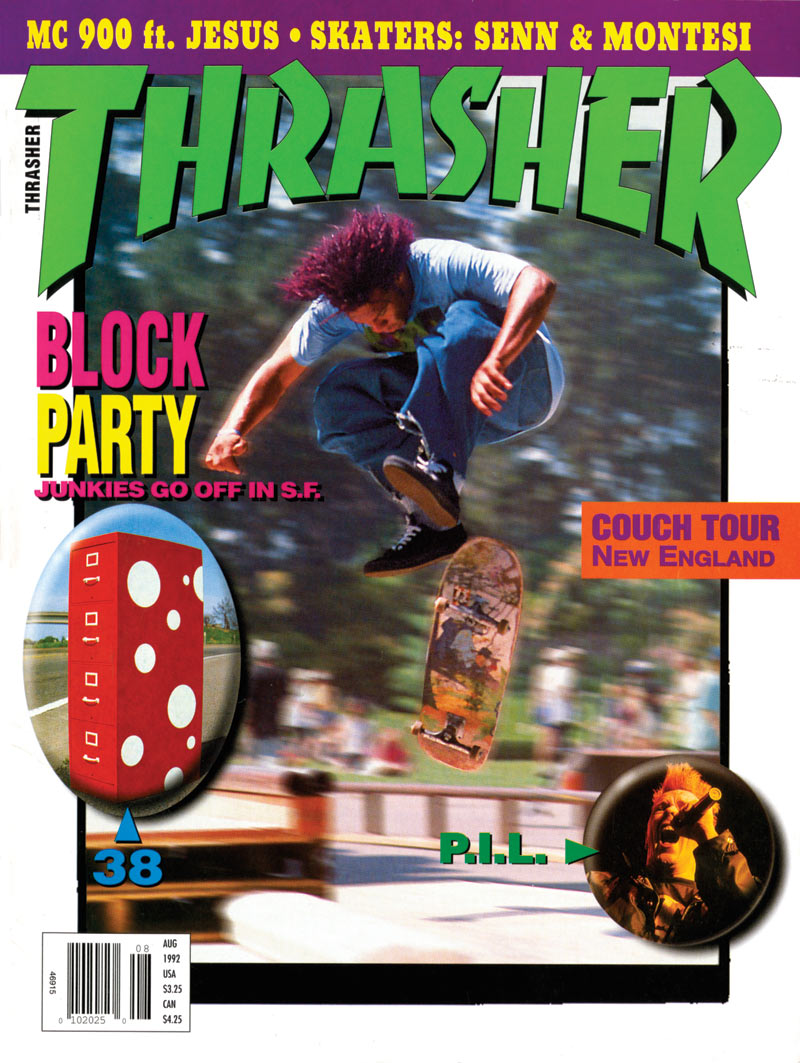 MC 900 ft. JESUS • SKATERS: SENN & MONTESI
THRASHER
THRASHER
BLOCK
PARTY
JUNKIES GO OFF IN S.F.
COUCH TOUR
NEW ENGLAND
38
P.I.L.
08
AUG
1992
USA
$3.25
CAN
$4.25
46915
0 102025 0